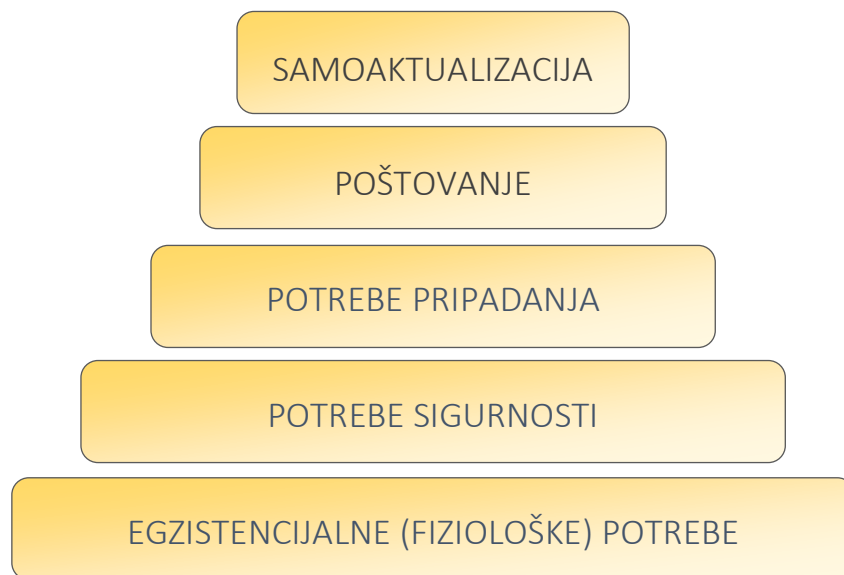 SAMOAKTUALIZACIJA
POŠTOVANJE
POTREBE PRIPADANJA
POTREBE SIGURNOSTI
EGZISTENCIJALNE (FIZIOLOŠKE) POTREBE